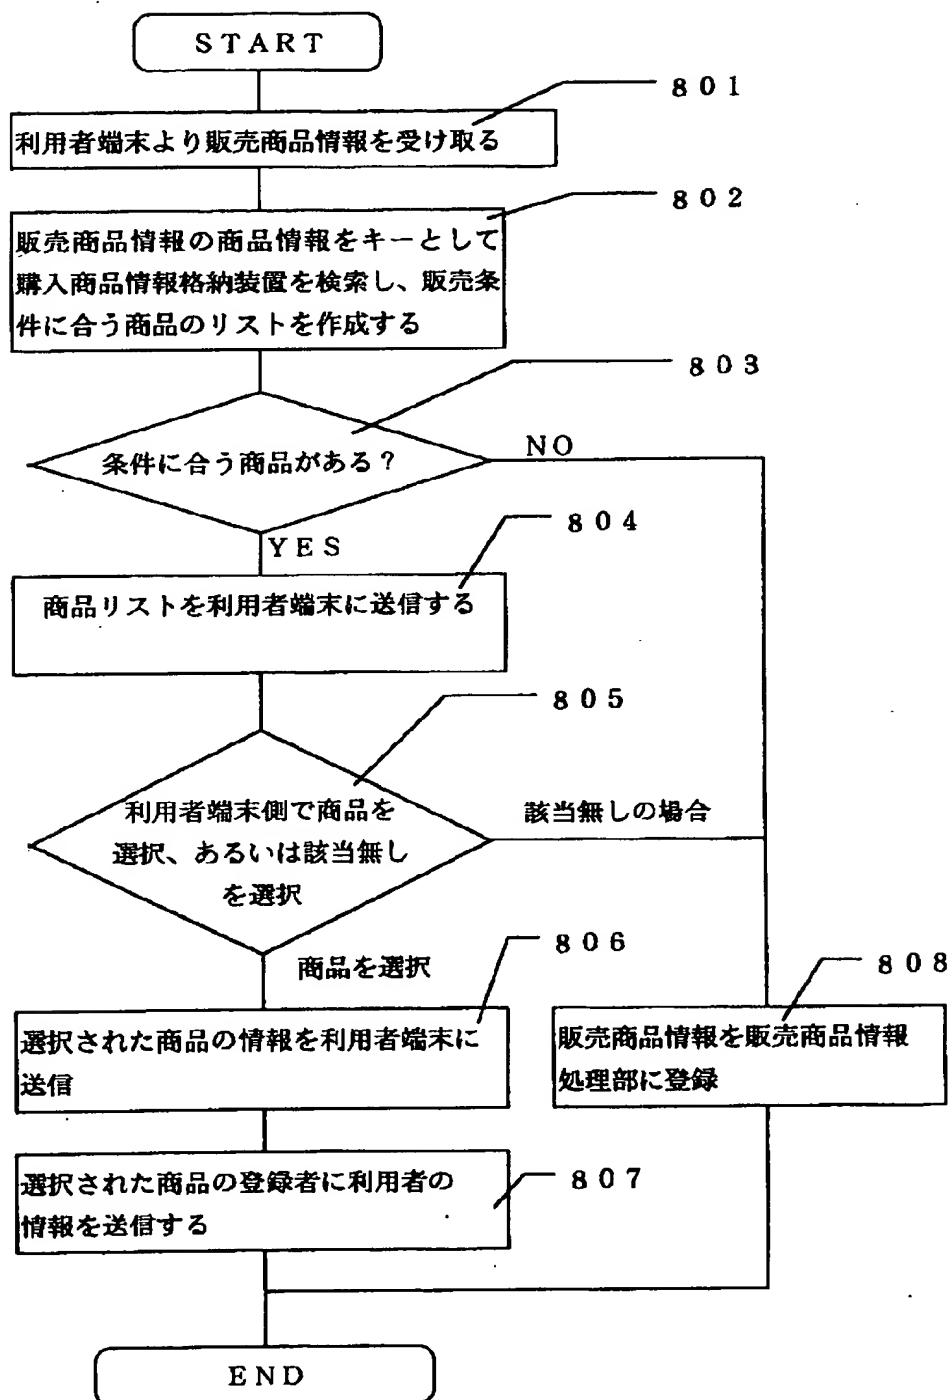 START
801
利用者端末より販売商品情報を受け取る
802
販売商品情報の商品情報をキーとして
購入商品情報格納装置を検索し、販売条
件に合う商品のリストを作成する
803
条件に合う商品がある？
NO
YES
804
商品リストを利用者端末に送信する
805
利用者端末側で商品を
選択、あるいは該当無し
を選択
該当無しの場合
商品を選択
806
選択された商品の情報を利用者端末に
送信
808
販売商品情報を販売商品情報
処理部に登録
807
選択された商品の登録者に利用者の
情報を送信する
END